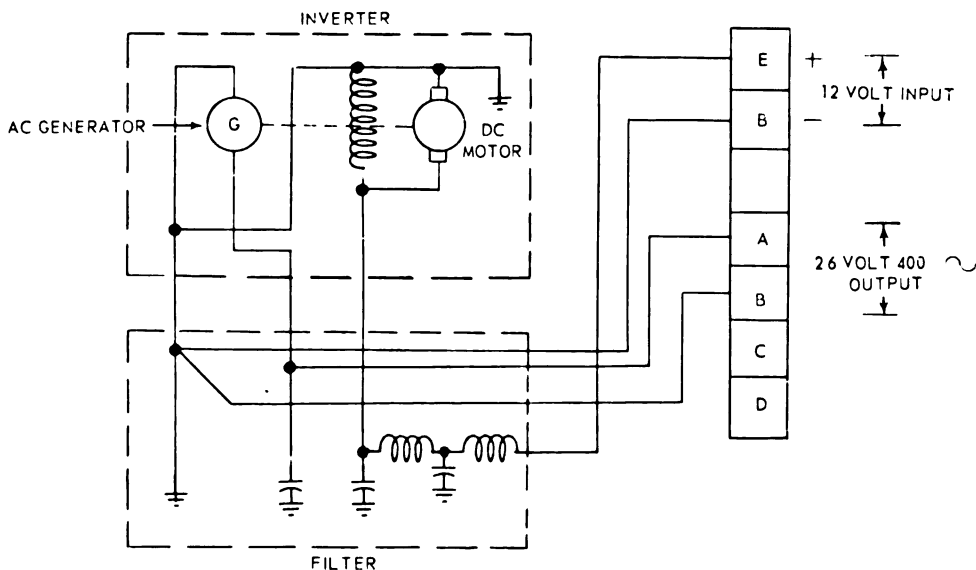 INVERTER
AC GENERATOR
G
DC
MOTOR
E
+
12 VOLT INPUT
B
-
A
26 VOLT 400
OUTPUT
B
C
D
FILTER